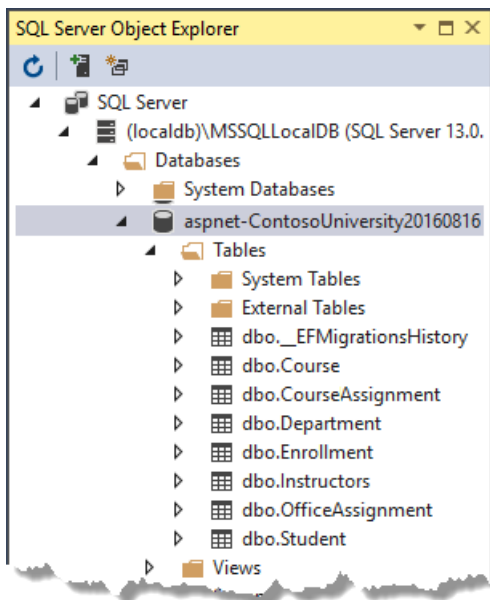 SQL Server Object Explorer
SQL Server
(localdb)\MSSQLLocalDB (SQL Server 13.0.
Databases
System Databases
aspnet-ContosoUniversity20160816
Tables
System Tables
External Tables
dbo.__EFMigrationsHistory
dbo.Course
dbo.CourseAssignment
dbo.Department
dbo.Enrollment
dbo.Instructors
dbo.OfficeAssignment
dbo.Student
Views